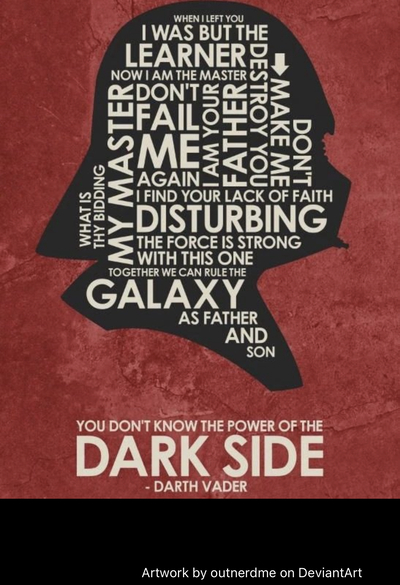 WHEN I LEFT YOU
I WAS BUT THE
LEARNER
NOW I AM THE MASTER
DON'T
FAIL
ME
AGAIN
I AM YOUR
FATHER
DON'T
MAKE ME
DESTROY YOU
WHAT IS
THY BIDDING
MY MASTER
I FIND YOUR LACK OF FAITH
DISTURBING
THE FORCE IS STRONG
WITH THIS ONE
TOGETHER WE CAN RULE THE
GALAXY
AS FATHER
AND
SON
YOU DON'T KNOW THE POWER OF THE
DARK SIDE
- DARTH VADER
Artwork by outnerdme on DeviantArt